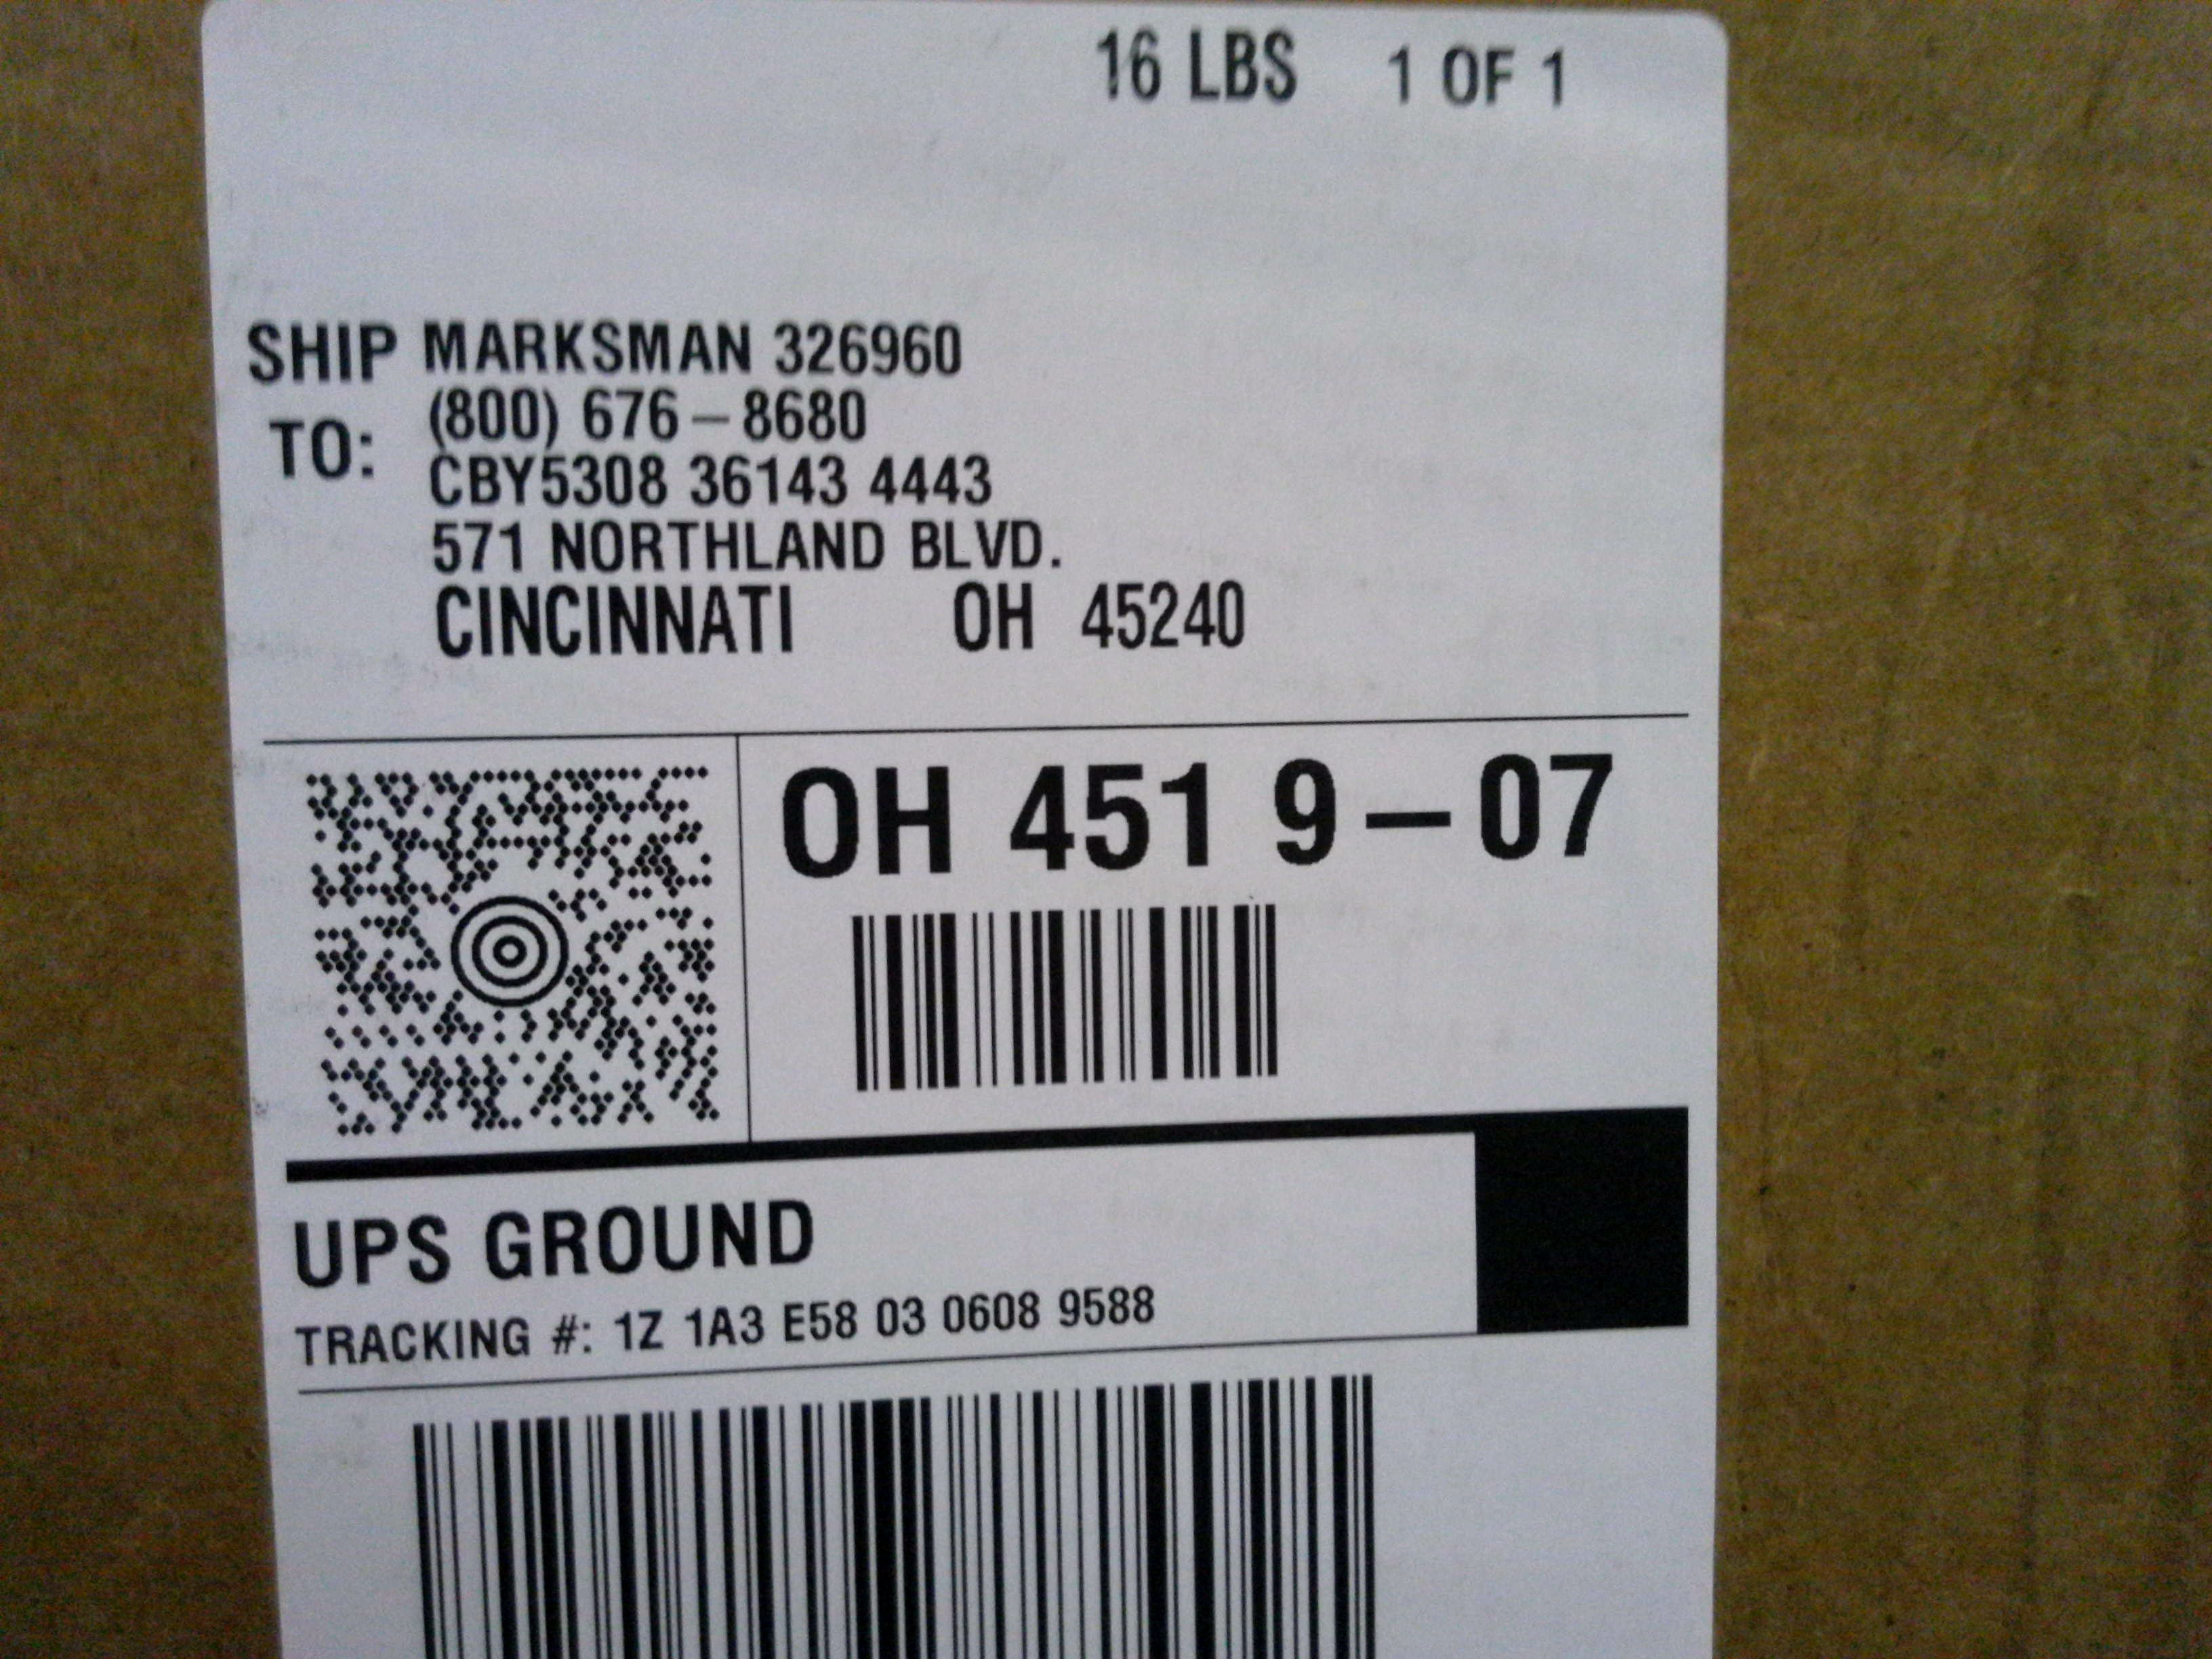 16 LBS 1 OF 1
SHIP TO:
MARKSMAN 326960
(800) 676-8680
CBY5308 36143 4443
571 NORTHLAND BLVD.
CINCINNATI OH 45240
OH 451 9-07
UPS GROUND
TRACKING #: 1Z 1A3 E58 03 0608 9588